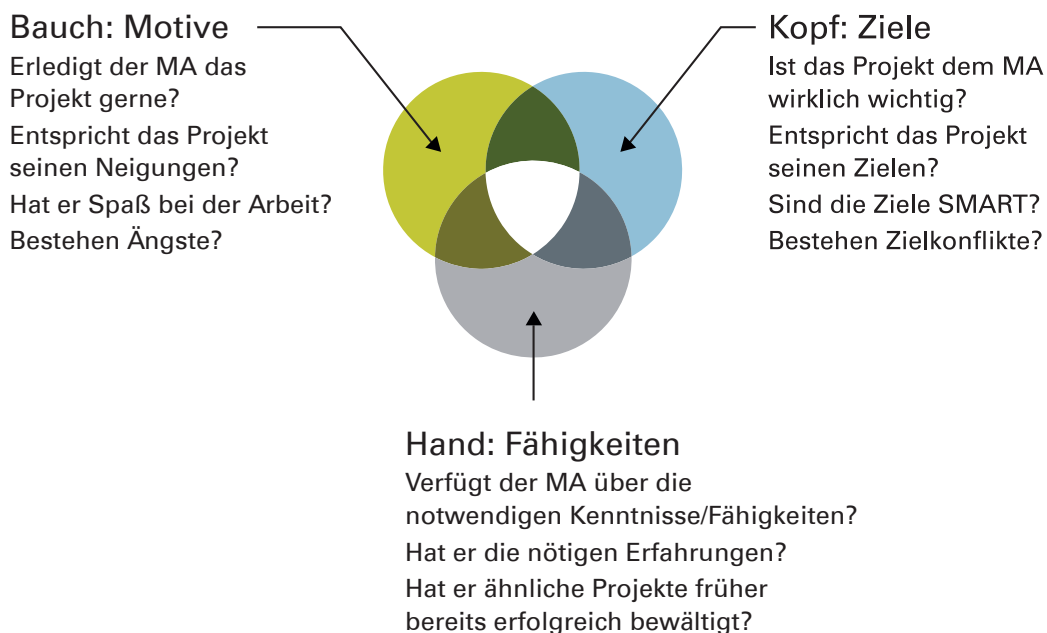 Bauch: Motive
Erledigt der MA das
Projekt gerne?
Entspricht das Projekt
seinen Neigungen?
Hat er Spaß bei der Arbeit?
Bestehen Ängste?
Kopf: Ziele
Ist das Projekt dem MA
wirklich wichtig?
Entspricht das Projekt
seinen Zielen?
Sind die Ziele SMART?
Bestehen Zielkonflikte?
Hand: Fähigkeiten
Verfügt der MA über die
notwendigen Kenntnisse/Fähigkeiten?
Hat er die nötigen Erfahrungen?
Hat er ähnliche Projekte früher
bereits erfolgreich bewältigt?